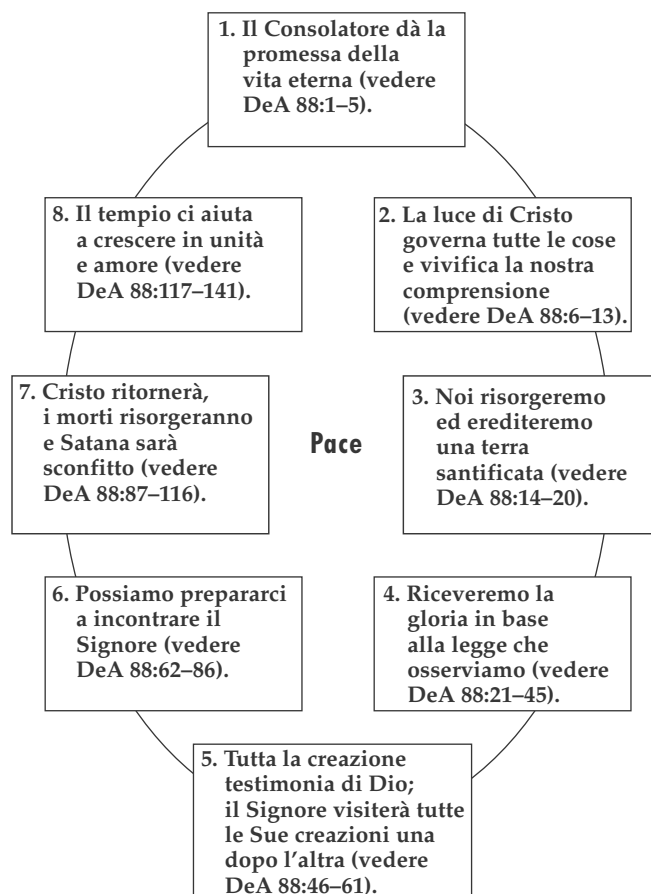 1. Il Consolatore dà la
promessa della
vita eterna (vedere
DeA 88:1–5).
2. La luce di Cristo
governa tutte le cose
e vivifica la nostra
comprensione
(vedere DeA 88:6–13).
3. Noi risorgeremo
ed erediteremo
una terra
santificata (vedere
DeA 88:14–20).
4. Riceveremo la
gloria in base
alla legge che
osserviamo (vedere
DeA 88:21–45).
5. Tutta la creazione
testimonia di Dio;
il Signore visiterà tutte
le Sue creazioni una
dopo l’altra (vedere
DeA 88:46–61).
6. Possiamo prepararci
a incontrare il
Signore (vedere
DeA 88:62–86).
7. Cristo ritornerà,
i morti risorgeranno
e Satana sarà
sconfitto (vedere
DeA 88:87–116).
8. Il tempio ci aiuta
a crescere in unità
e amore (vedere
DeA 88:117–141).
Pace